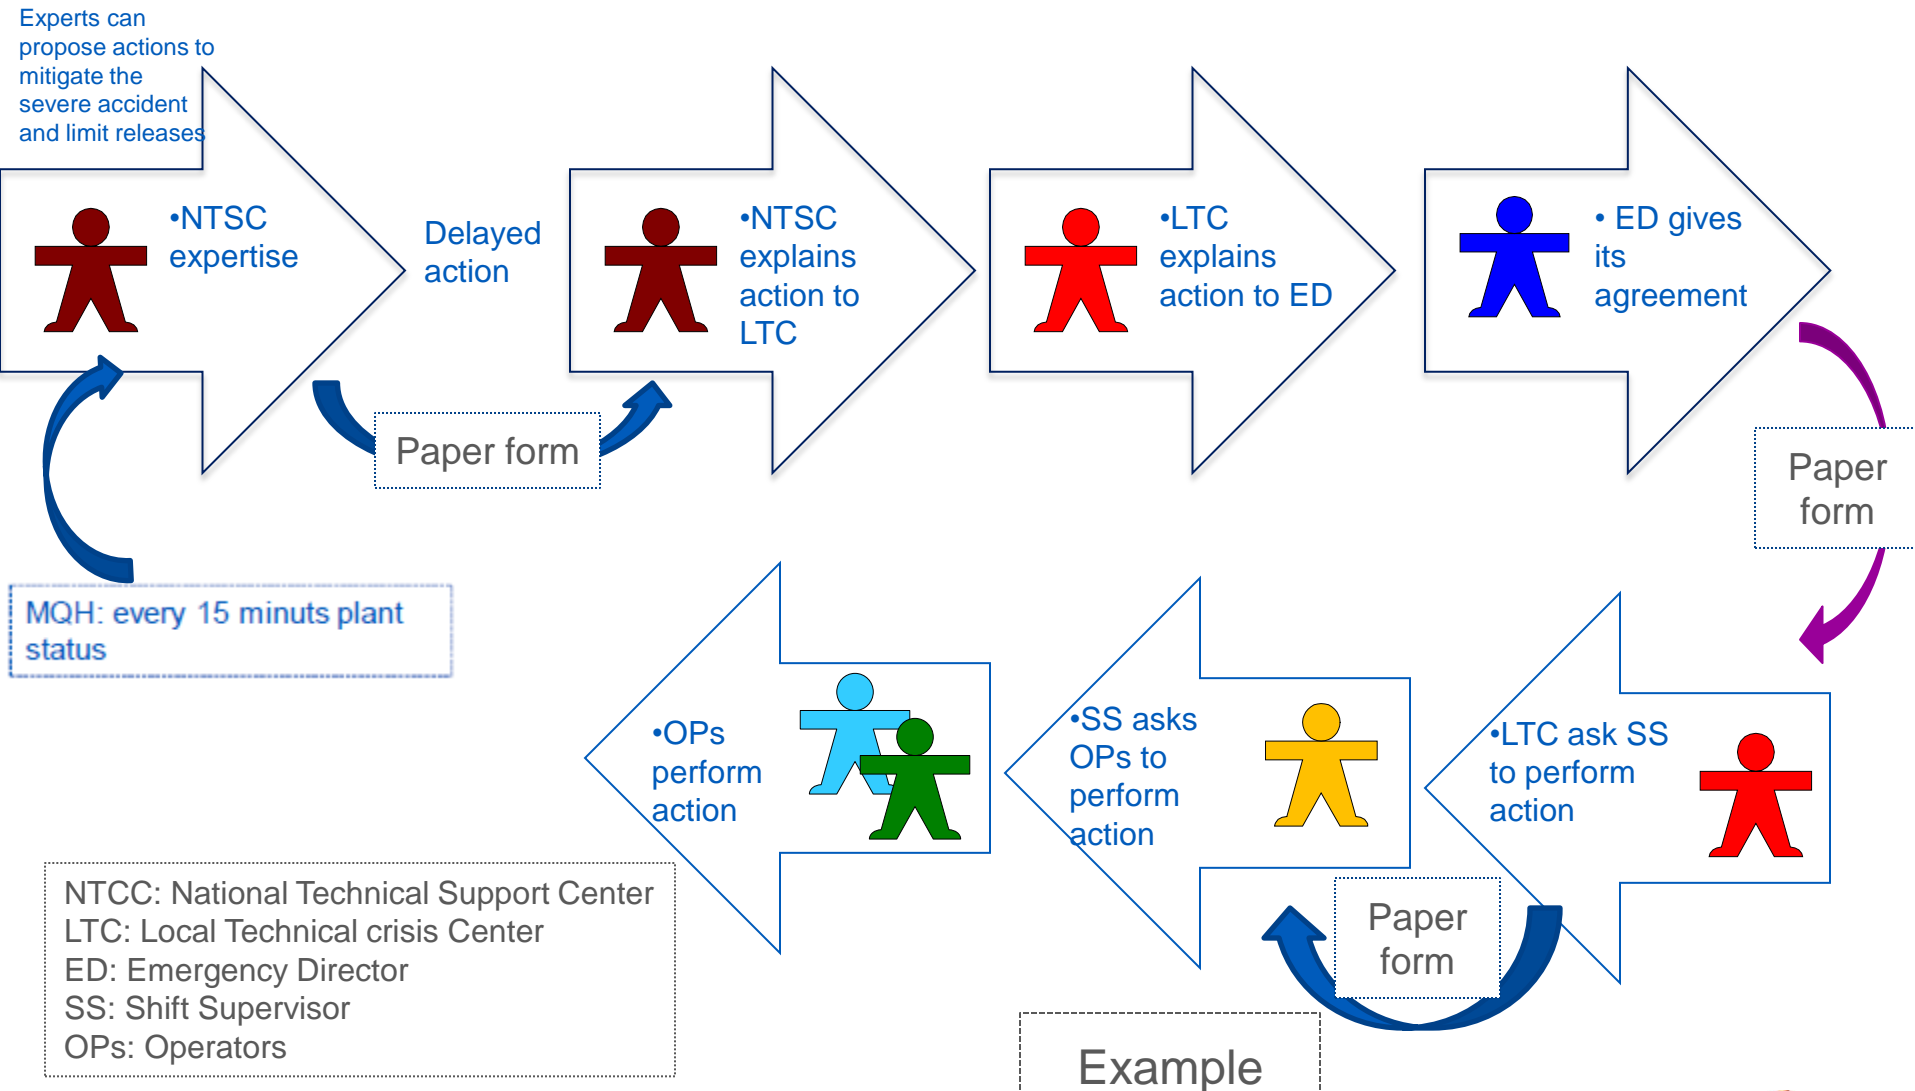 Experts can
propose actions to
mitigate the
severe accident
and limit releases
•NTSC
expertise
Delayed
action
•NTSC
explains
action to
LTC
•LTC
explains
action to ED
• ED gives
its
agreement
Paper form
Paper
form
MQH: every 15 minuts plant
status
•OPs
perform
action
•SS asks
OPs to
perform
action
•LTC ask SS
to perform
action
Paper
form
NTCC: National Technical Support Center
LTC: Local Technical crisis Center
ED: Emergency Director
SS: Shift Supervisor
OPs: Operators
Example